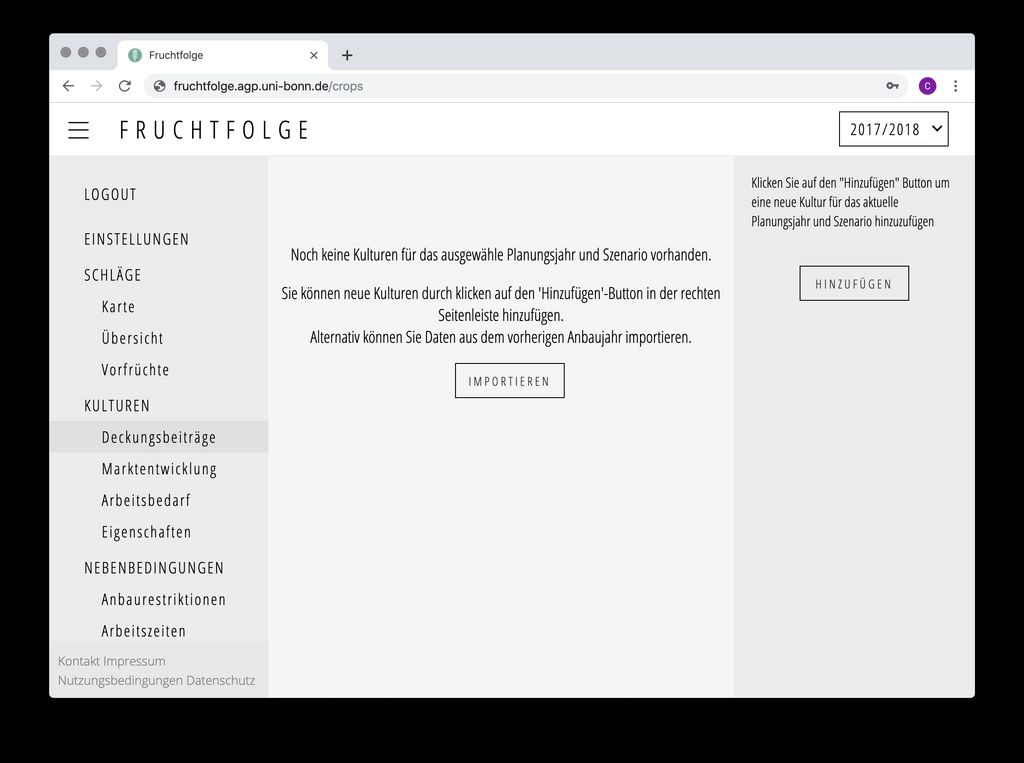 Fruchtfolge
fruchtfolge.agp.uni-bonn.de/crops
C
FRUCHTFOLGE
2017/2018
LOGOUT
EINSTELLUNGEN
SCHLÄGE
Karte
Übersicht
Vorfrüchte
KULTUREN
Deckungsbeiträge
Marktentwicklung
Arbeitsbedarf
Eigenschaften
NEBENBEDINGUNGEN
Anbaurestriktionen
Arbeitszeiten
Kontakt Impressum
Nutzungsbedingungen Datenschutz
Noch keine Kulturen für das ausgewähle Planungsjahr und Szenario vorhanden.
Sie können neue Kulturen durch klicken auf den 'Hinzufügen'-Button in der rechten
Seitenleiste hinzufügen.
Alternativ können Sie Daten aus dem vorherigen Anbaujahr importieren.
IMPORTIEREN
Klicken Sie auf den "Hinzufügen" Button um
eine neue Kultur für das aktuelle
Planungsjahr und Szenario hinzuzufügen
HINZUFÜGEN